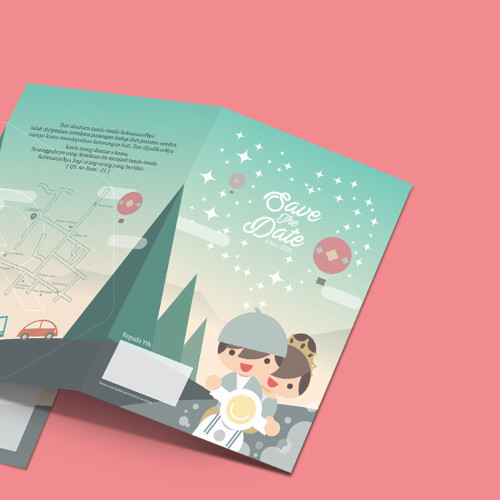 Dan diantara tanda-tanda kekuasaanNya
ialah diciptakan untukmu pasangan hidup dari jenismu sendiri,
supaya kamu mendapatkan ketenangan hati, Dan dijadikanNya
kasih sayang diantara kamu.
Sesungguhnya yang demikian itu menjadi tanda-tanda
kebesaranNya bagi orang-orang yang berfikir.
[ QS. Ar-Rum : 21 ]
Save
The
Date
Kepada Yth